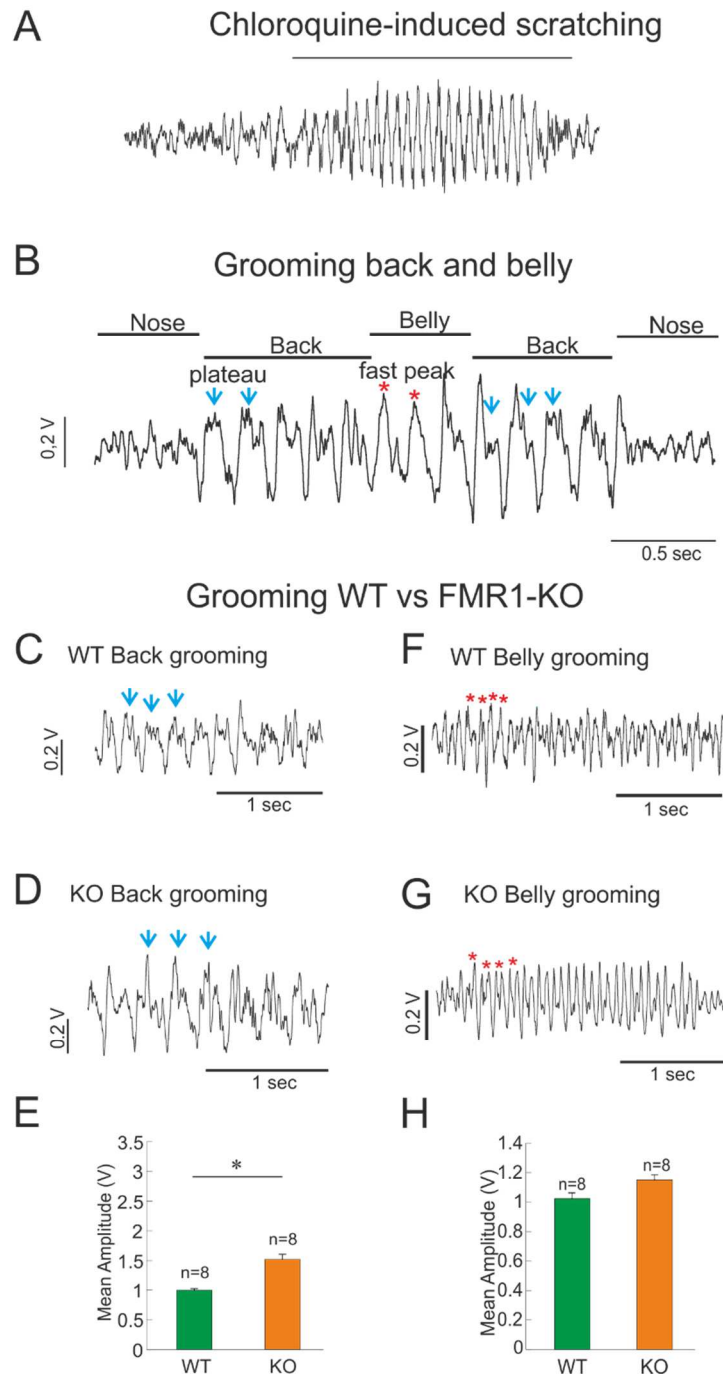 A
Chloroquine-induced scratching
B
Grooming back and belly
Nose
Back
Belly
Back
Nose
plateau
fast peak
* *
0,2 V
0.5 sec
Grooming WT vs FMR1-KO
C
WT Back grooming
0.2 V
1 sec
F
WT Belly grooming
****
0.2 V
1 sec
D
KO Back grooming
0.2 V
1 sec
G
KO Belly grooming
* ** *
0.2 V
1 sec
E
Mean Amplitude (V)
3.5
3
2.5
2
1.5
1
0.5
0
*
n=8
n=8
WT
KO
H
Mean Amplitude (V)
1.4
1.2
1
0.8
0.6
0.4
0.2
0
n=8
n=8
WT
KO